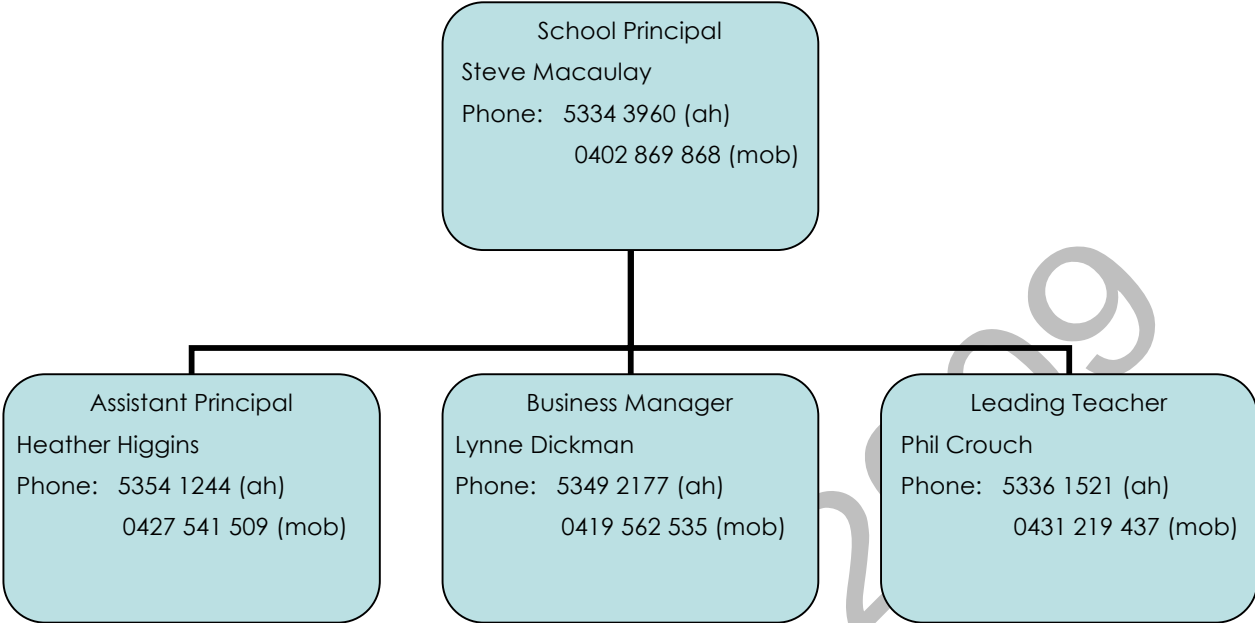 School Principal
Steve Macaulay
Phone: 5334 3960 (ah)
0402 869 868 (mob)
Assistant Principal
Heather Higgins
Phone: 5354 1244 (ah)
0427 541 509 (mob)
Business Manager
Lynne Dickman
Phone: 5349 2177 (ah)
0419 562 535 (mob)
Leading Teacher
Phil Crouch
Phone: 5336 1521 (ah)
0431 219 437 (mob)